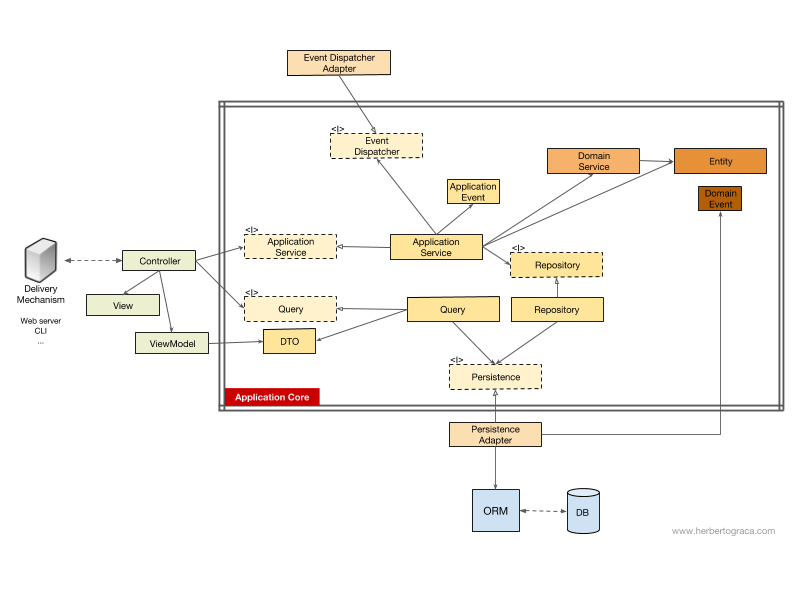 Event Dispatcher
Adapter
<I>
Event
Dispatcher
Domain
Service
Entity
Application
Event
Domain
Event
<I>
Application
Service
Application
Service
<I>
Repository
Controller
Delivery
Mechanism
Web server
CLI
...
View
ViewModel
<I>
Query
Query
Repository
DTO
<I>
Persistence
Application Core
Persistence
Adapter
ORM
DB
www.herbertograca.com